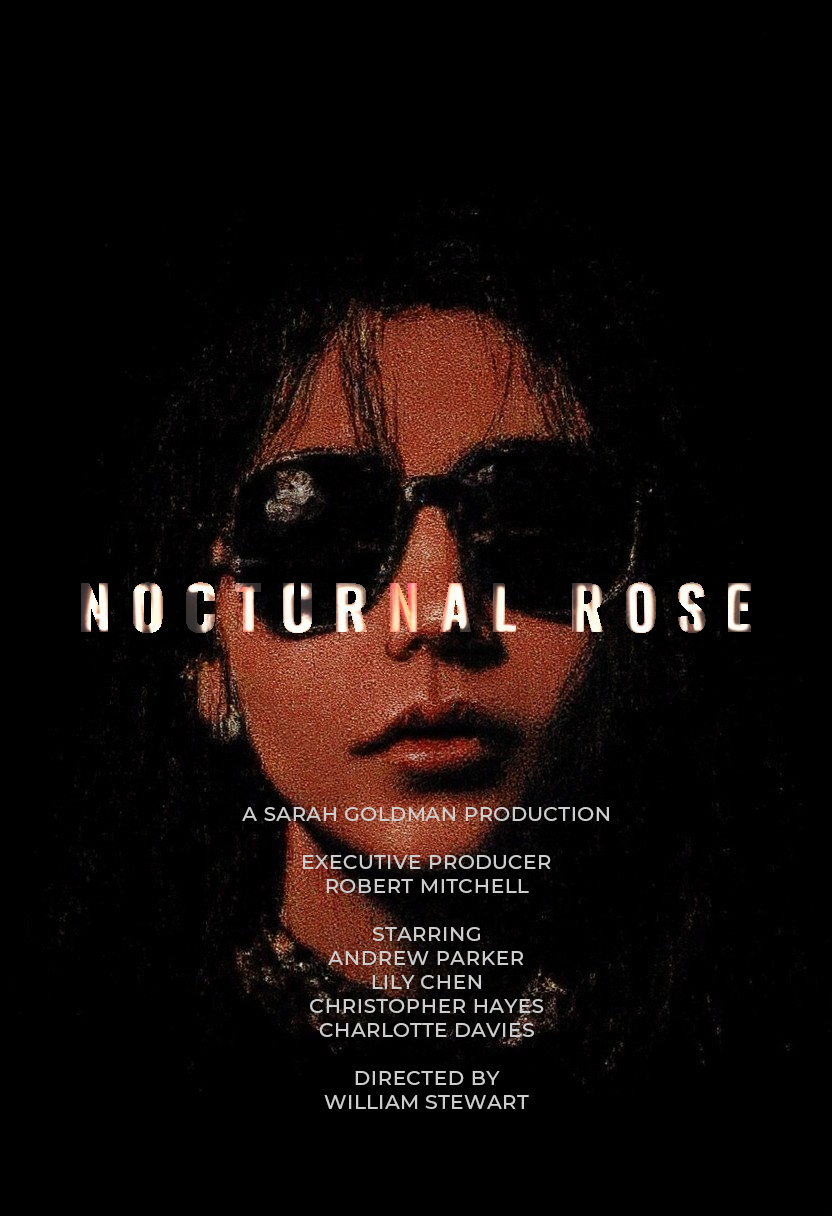 NOCTURNAL ROSE
A SARAH GOLDMAN PRODUCTION
EXECUTIVE PRODUCER
ROBERT MITCHELL
STARRING
ANDREW PARKER
LILY CHEN
CHRISTOPHER HAYES
CHARLOTTE DAVIES
DIRECTED BY
WILLIAM STEWART